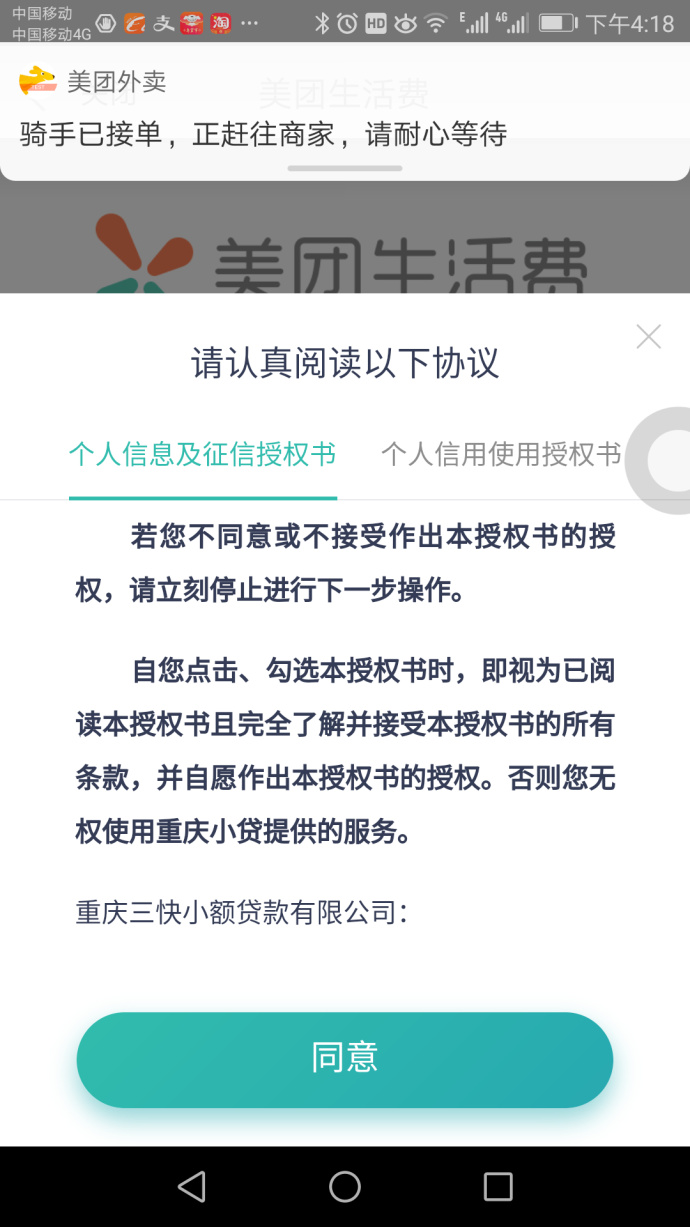 中国移动
中国移动4G
HD
E
4G
下午4:18
美团外卖
美团生活费
骑手已接单，正赶往商家，请耐心等待
美团生活费
请认真阅读以下协议
个人信息及征信授权书 个人信用使用授权书
若您不同意或不接受作出本授权书的授
权，请立刻停止进行下一步操作。
自您点击、勾选本授权书时，即视为已阅
读本授权书且完全了解并接受本授权书的所有
条款，并自愿作出本授权书的授权。否则您无
权使用重庆小贷提供的服务。
重庆三快小额贷款有限公司：
同意